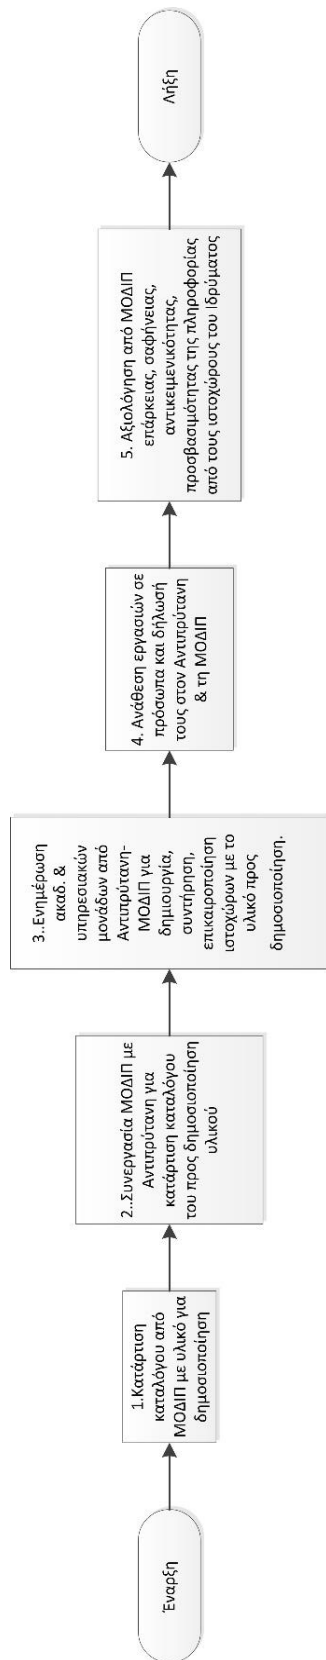 Έναρξη
1.Κατάρτιση
καταλόγου από
ΜΟΔΙΠ με υλικό για
δημοσιοποίηση
2..Συνεργασία ΜΟΔΙΠ με
Αντιπρύτανη για
κατάρτιση καταλόγου
του προς δημοσιοποίηση
υλικού
3..Ενημέρωση
ακαδ. &
υπηρεσιακών
μονάδων από
Αντιπρύτανη-
ΜΟΔΙΠ για
δημιουργία,
συντήρηση,
επικαιροποίηση
ιστοχώρων με το
υλικό προς
δημοσιοποίηση.
4. Ανάθεση εργασιών σε
πρόσωπα και δήλωσή
τους στον Αντιπρύτανη
& τη ΜΟΔΙΠ
5. Αξιολόγηση από ΜΟΔΙΠ
επάρκειας, σαφήνειας,
αντικειμενικότητας,
προσβασιμότητας της πληροφορίας
από τους ιστοχώρους του Ιδρύματος
Λήξη